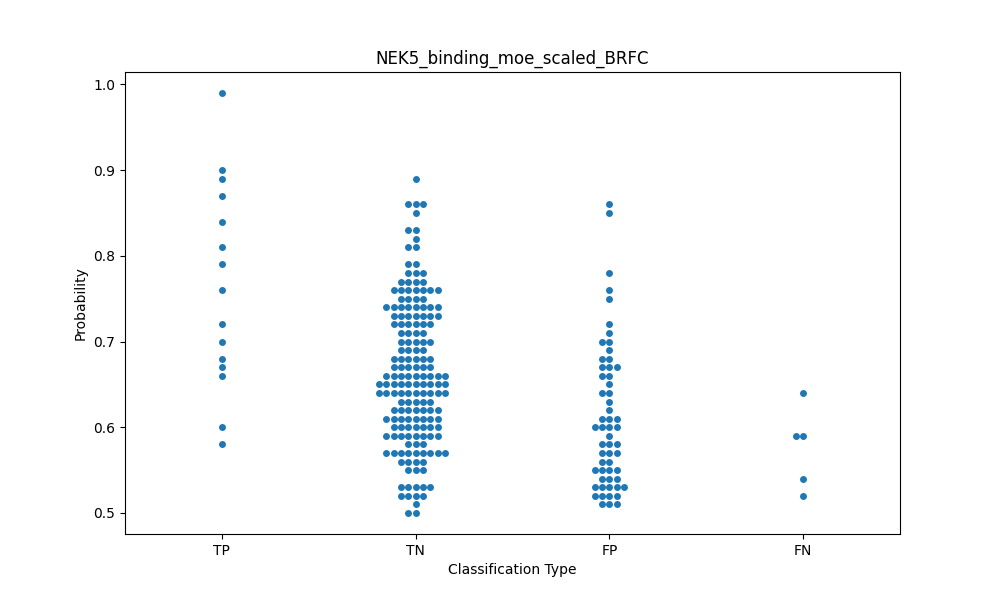 NEK5_binding_moe_scaled_BRFC
1.0
0.9
0.8
0.7
0.6
0.5
Probability
TP
TN
FP
FN
Classification Type